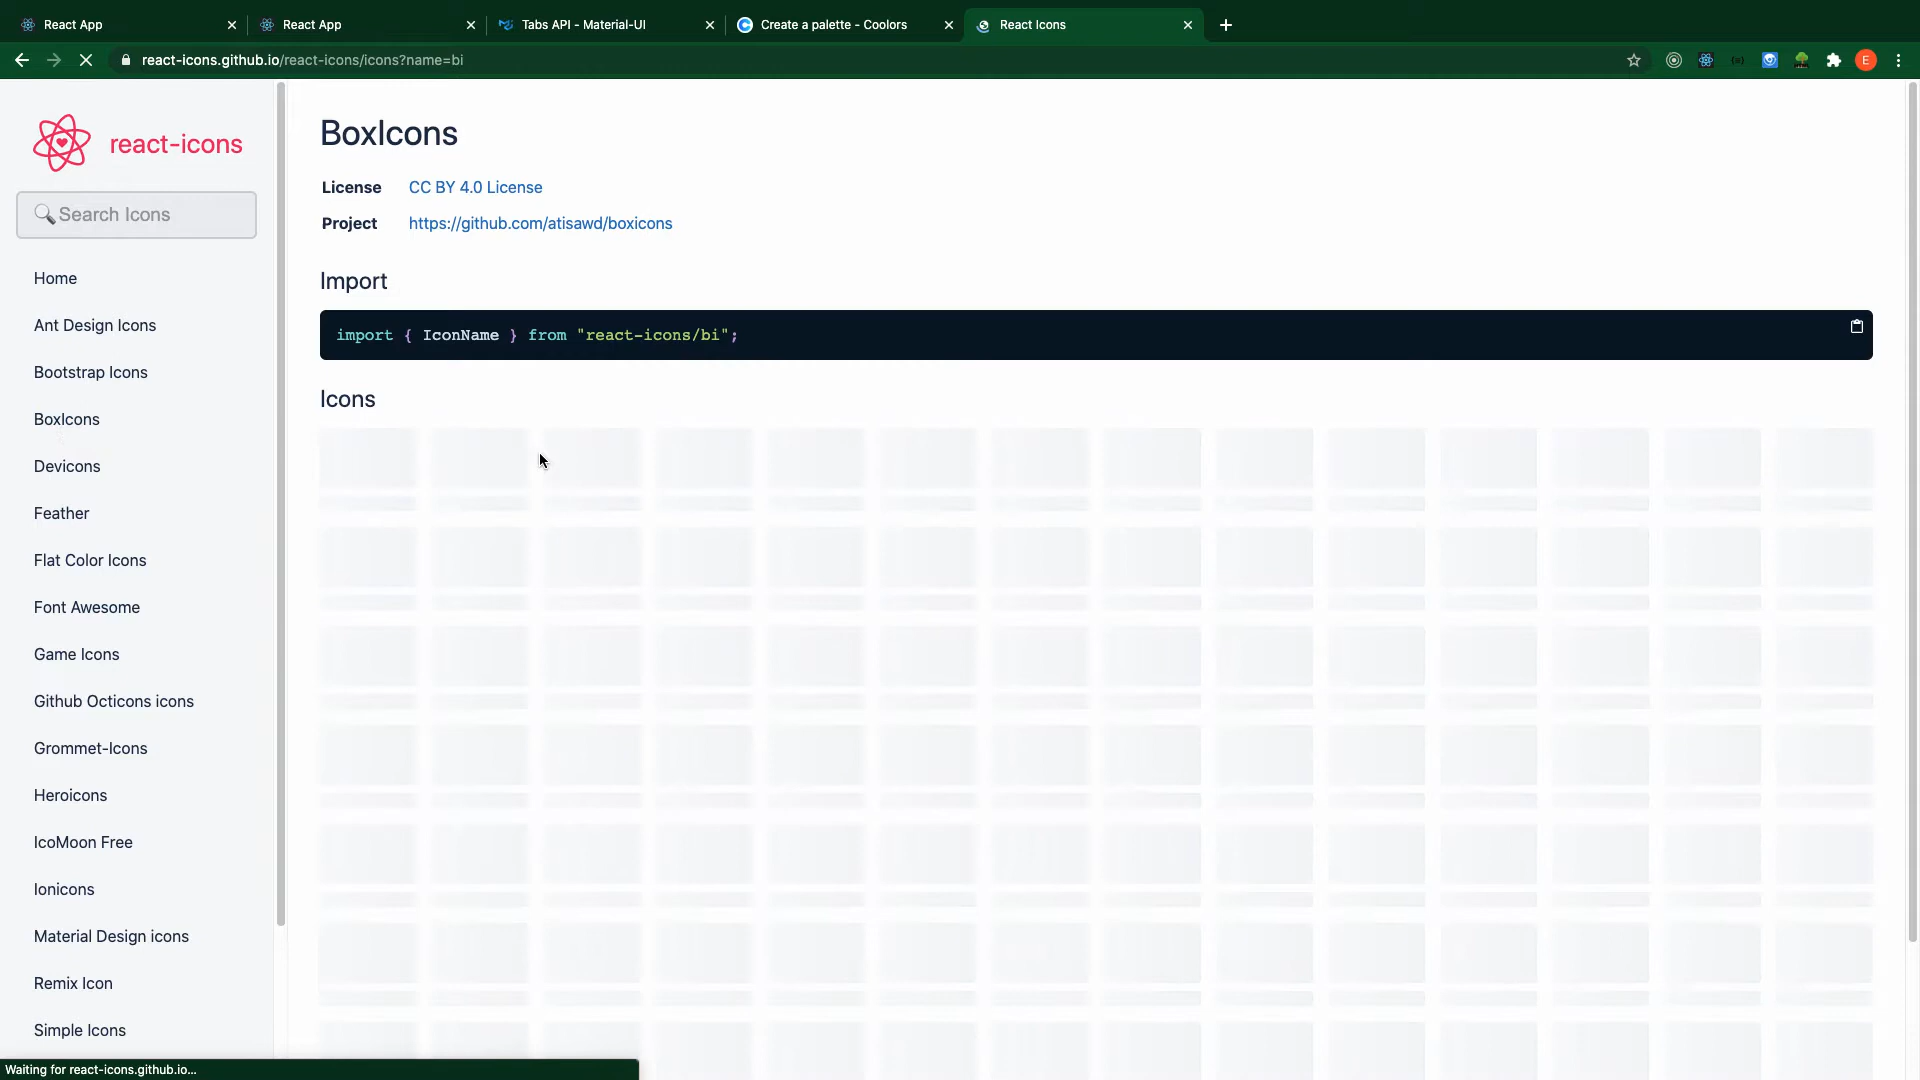 React App
React App
Tabs API - Material-UI
Create a palette - Coolors
React Icons
react-icons.github.io/react-icons/icons?name=bi
E
react-icons
Search Icons
Home
Ant Design Icons
Bootstrap Icons
BoxIcons
Devicons
Feather
Flat Color Icons
Font Awesome
Game Icons
Github Octicons icons
Grommet-Icons
Heroicons
IcoMoon Free
Ionicons
Material Design icons
Remix Icon
Simple Icons
BoxIcons
License CC BY 4.0 License
Project https://github.com/atisawd/boxicons
Import
import { IconName } from "react-icons/bi";
Icons
Waiting for react-icons.github.io...